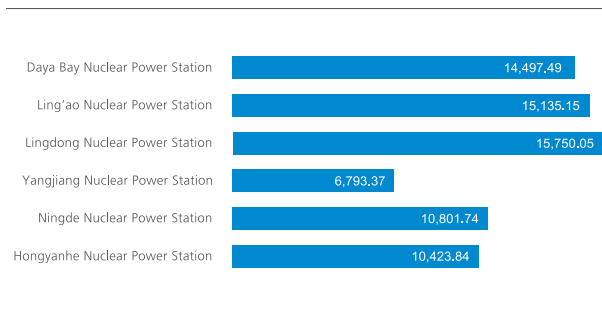 Daya Bay Nuclear Power Station 14,497.49
Ling’ao Nuclear Power Station 15,135.15
Lingdong Nuclear Power Station 15,750.05
Yangjiang Nuclear Power Station 6,793.37
Ningde Nuclear Power Station 10,801.74
Hongyanhe Nuclear Power Station 10,423.84